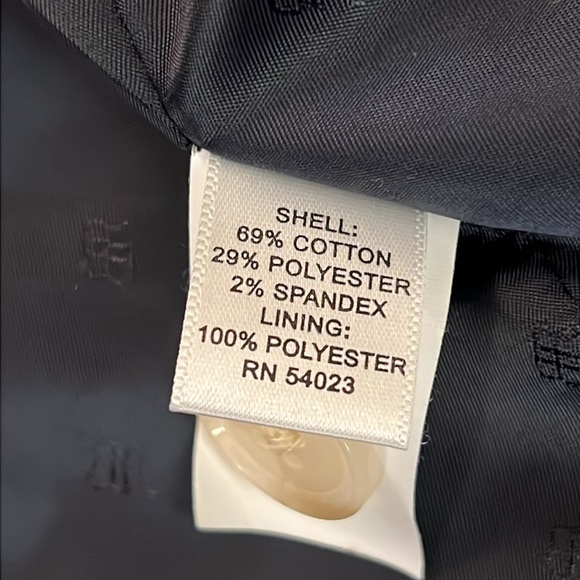 SHELL:
69% COTTON
29% POLYESTER
2% SPANDEX
LINING:
100% POLYESTER
RN 54023